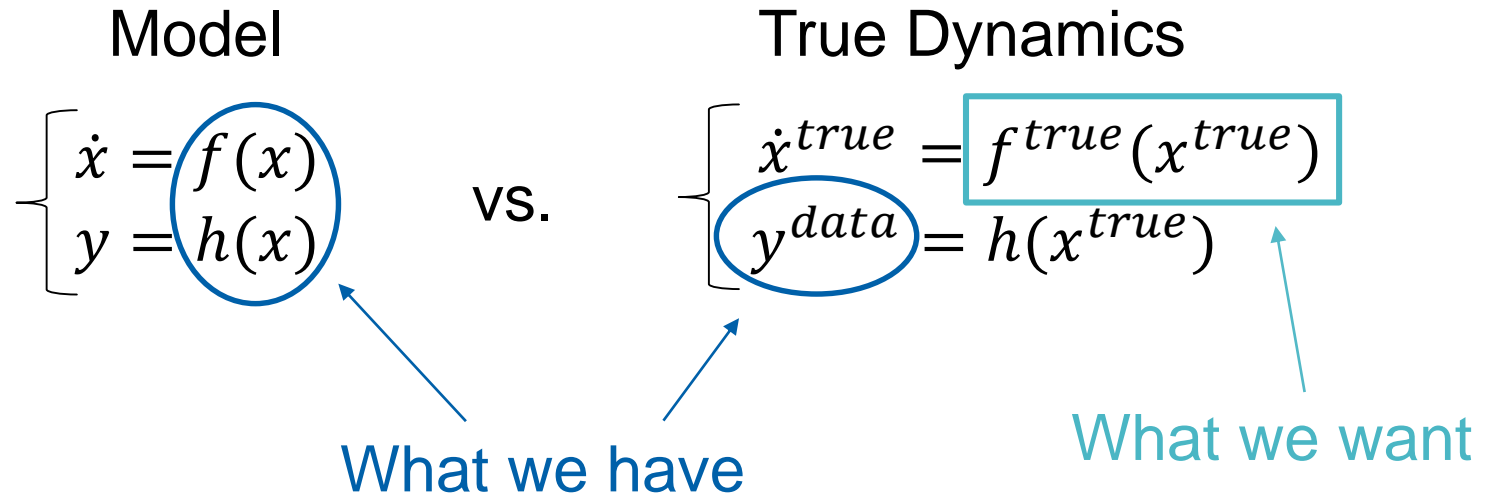 Model
True Dynamics
ẋ = f(x)
y = h(x)
vs.
ẋ^{true} = f^{true}(x^{true})
y^{data} = h(x^{true})
What we have
What we want